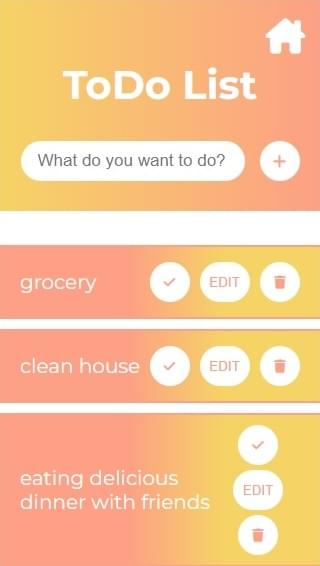 ToDo List
What do you want to do?
grocery
EDIT
clean house
EDIT
eating delicious
dinner with friends
EDIT